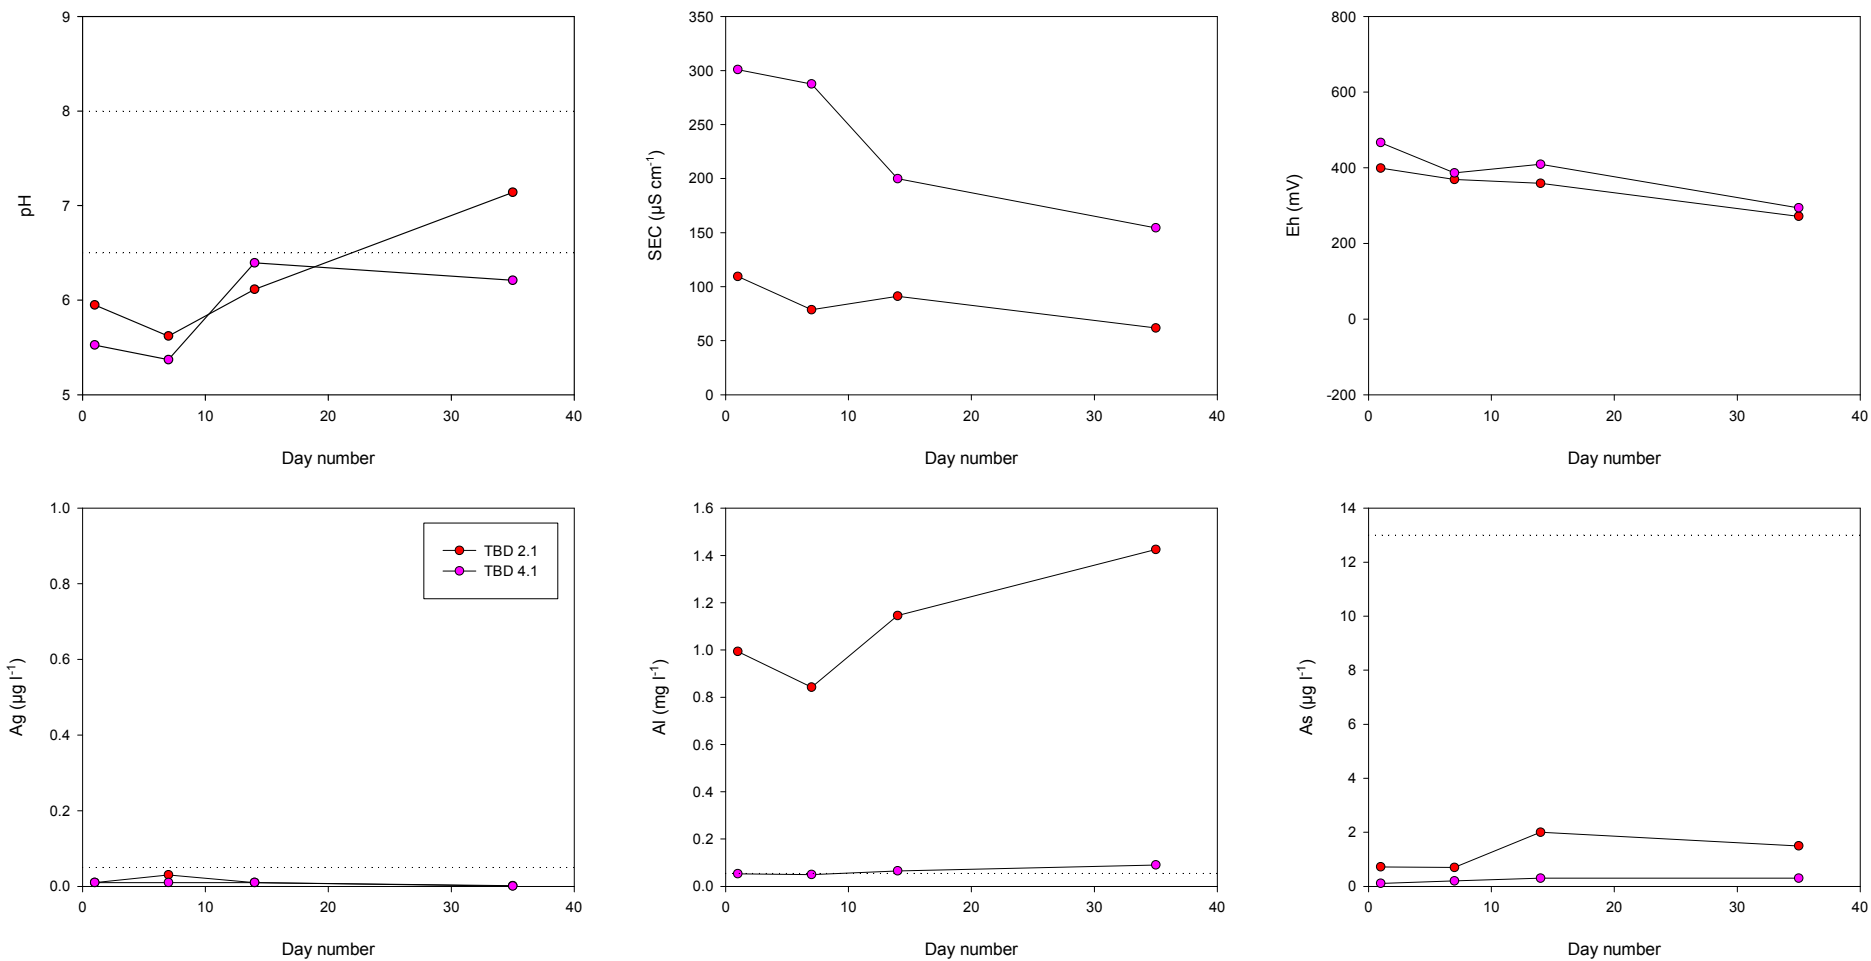 9
8
7
6
5
pH
0 10 20 30 40
Day number
350
300
250
200
150
100
50
0
SEC (µS cm-1)
0 10 20 30 40
Day number
800
600
400
200
0
-200
Eh (mV)
0 10 20 30 40
Day number
1.0
0.8
0.6
0.4
0.2
0.0
Ag (µg l-1)
TBD 2.1
TBD 4.1
0 10 20 30 40
Day number
1.6
1.4
1.2
1.0
0.8
0.6
0.4
0.2
0.0
Al (mg l-1)
0 10 20 30 40
Day number
14
12
10
8
6
4
2
0
As (µg l-1)
0 10 20 30 40
Day number